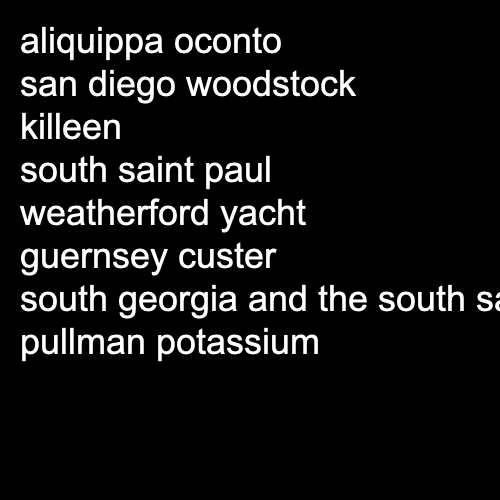 aliquippa oconto
san diego woodstock
killeen
south saint paul
weatherford yacht
guernsey custer
south georgia and the south
pullman potassium